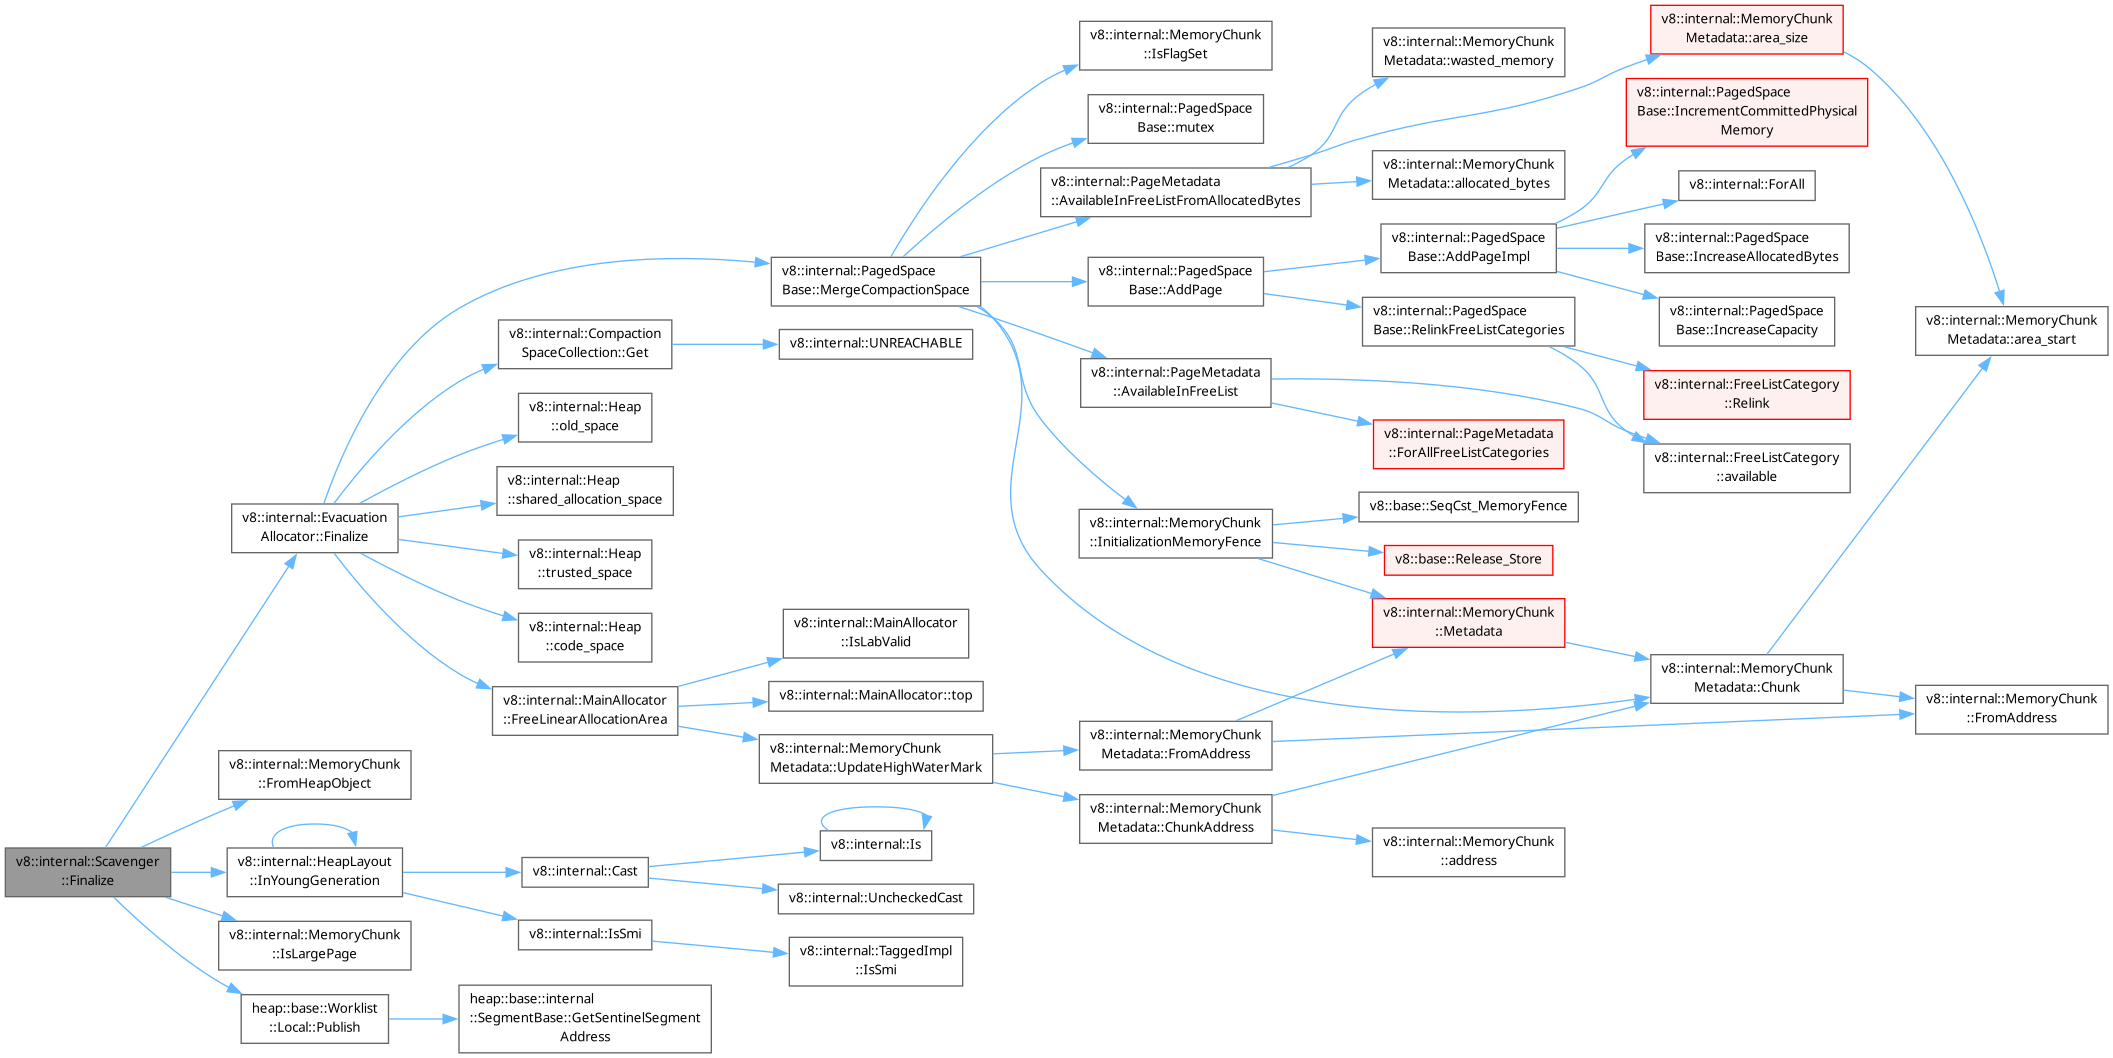 v8::internal::Scavenger
::Finalize
v8::internal::Evacuation
Allocator::Finalize
v8::internal::MemoryChunk
::FromHeapObject
v8::internal::HeapLayout
::InYoungGeneration
v8::internal::MemoryChunk
::IsLargePage
heap::base::Worklist
::Local::Publish
v8::internal::Compaction
SpaceCollection::Get
v8::internal::Heap
::old_space
v8::internal::Heap
::shared_allocation_space
v8::internal::Heap
::trusted_space
v8::internal::Heap
::code_space
v8::internal::MainAllocator
::FreeLinearAllocationArea
v8::internal::Cast
v8::internal::IsSmi
heap::base::internal
::SegmentBase::GetSentinelSegment
Address
v8::internal::PagedSpace
Base::MergeCompactionSpace
v8::internal::UNREACHABLE
v8::internal::MainAllocator
::IsLabValid
v8::internal::MainAllocator::top
v8::internal::MemoryChunk
Metadata::UpdateHighWaterMark
v8::internal::Is
v8::internal::UncheckedCast
v8::internal::TaggedImpl
::IsSmi
v8::internal::MemoryChunk
::IsFlagSet
v8::internal::PagedSpace
Base::mutex
v8::internal::PageMetadata
::AvailableInFreeListFromAllocatedBytes
v8::internal::PagedSpace
Base::AddPage
v8::internal::PageMetadata
::AvailableInFreeList
v8::internal::MemoryChunk
::InitializationMemoryFence
v8::internal::MemoryChunk
Metadata::FromAddress
v8::internal::MemoryChunk
Metadata::ChunkAddress
v8::internal::MemoryChunk
Metadata::wasted_memory
v8::internal::MemoryChunk
Metadata::allocated_bytes
v8::internal::PagedSpace
Base::AddPageImpl
v8::internal::PagedSpace
Base::RelinkFreeListCategories
v8::internal::PageMetadata
::ForAllFreeListCategories
v8::base::SeqCst_MemoryFence
v8::base::Release_Store
v8::internal::MemoryChunk
::Metadata
v8::internal::MemoryChunk
::address
v8::internal::MemoryChunk
Metadata::area_size
v8::internal::PagedSpace
Base::IncrementCommittedPhysical
Memory
v8::internal::ForAll
v8::internal::PagedSpace
Base::IncreaseAllocatedBytes
v8::internal::PagedSpace
Base::IncreaseCapacity
v8::internal::FreeListCategory
::Relink
v8::internal::FreeListCategory
::available
v8::internal::MemoryChunk
Metadata::Chunk
v8::internal::MemoryChunk
Metadata::area_start
v8::internal::MemoryChunk
::FromAddress